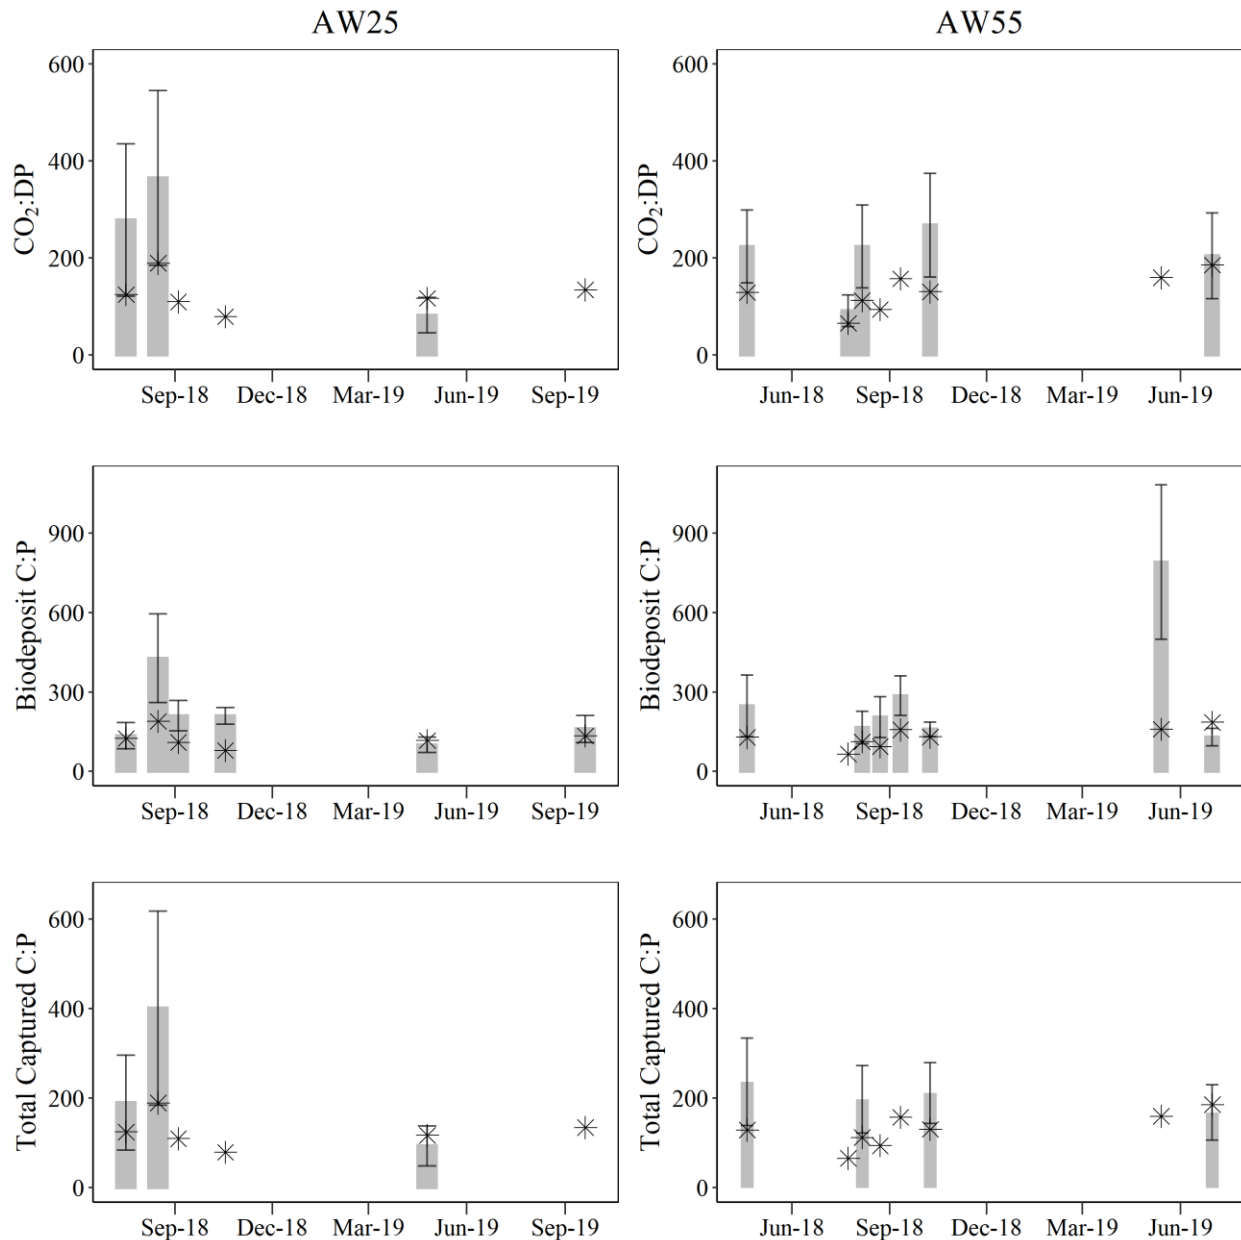 AW25
AW55
600
400
200
0
CO₂:DP
Sep-18 Dec-18 Mar-19 Jun-19 Sep-19
600
400
200
0
CO₂:DP
Jun-18 Sep-18 Dec-18 Mar-19 Jun-19
900
600
300
0
Biodeposit C:P
Sep-18 Dec-18 Mar-19 Jun-19 Sep-19
900
600
300
0
Biodeposit C:P
Jun-18 Sep-18 Dec-18 Mar-19 Jun-19
600
400
200
0
Total Captured C:P
Sep-18 Dec-18 Mar-19 Jun-19 Sep-19
600
400
200
0
Total Captured C:P
Jun-18 Sep-18 Dec-18 Mar-19 Jun-19